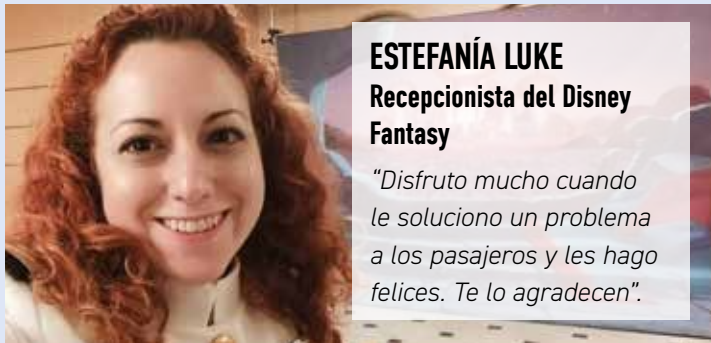 ESTEFANÍA LUKE
Recepcionista del Disney
Fantasy
“Disfruto mucho cuando
le soluciono un problema
a los pasajeros y les hago
felices. Te lo agradecen”.